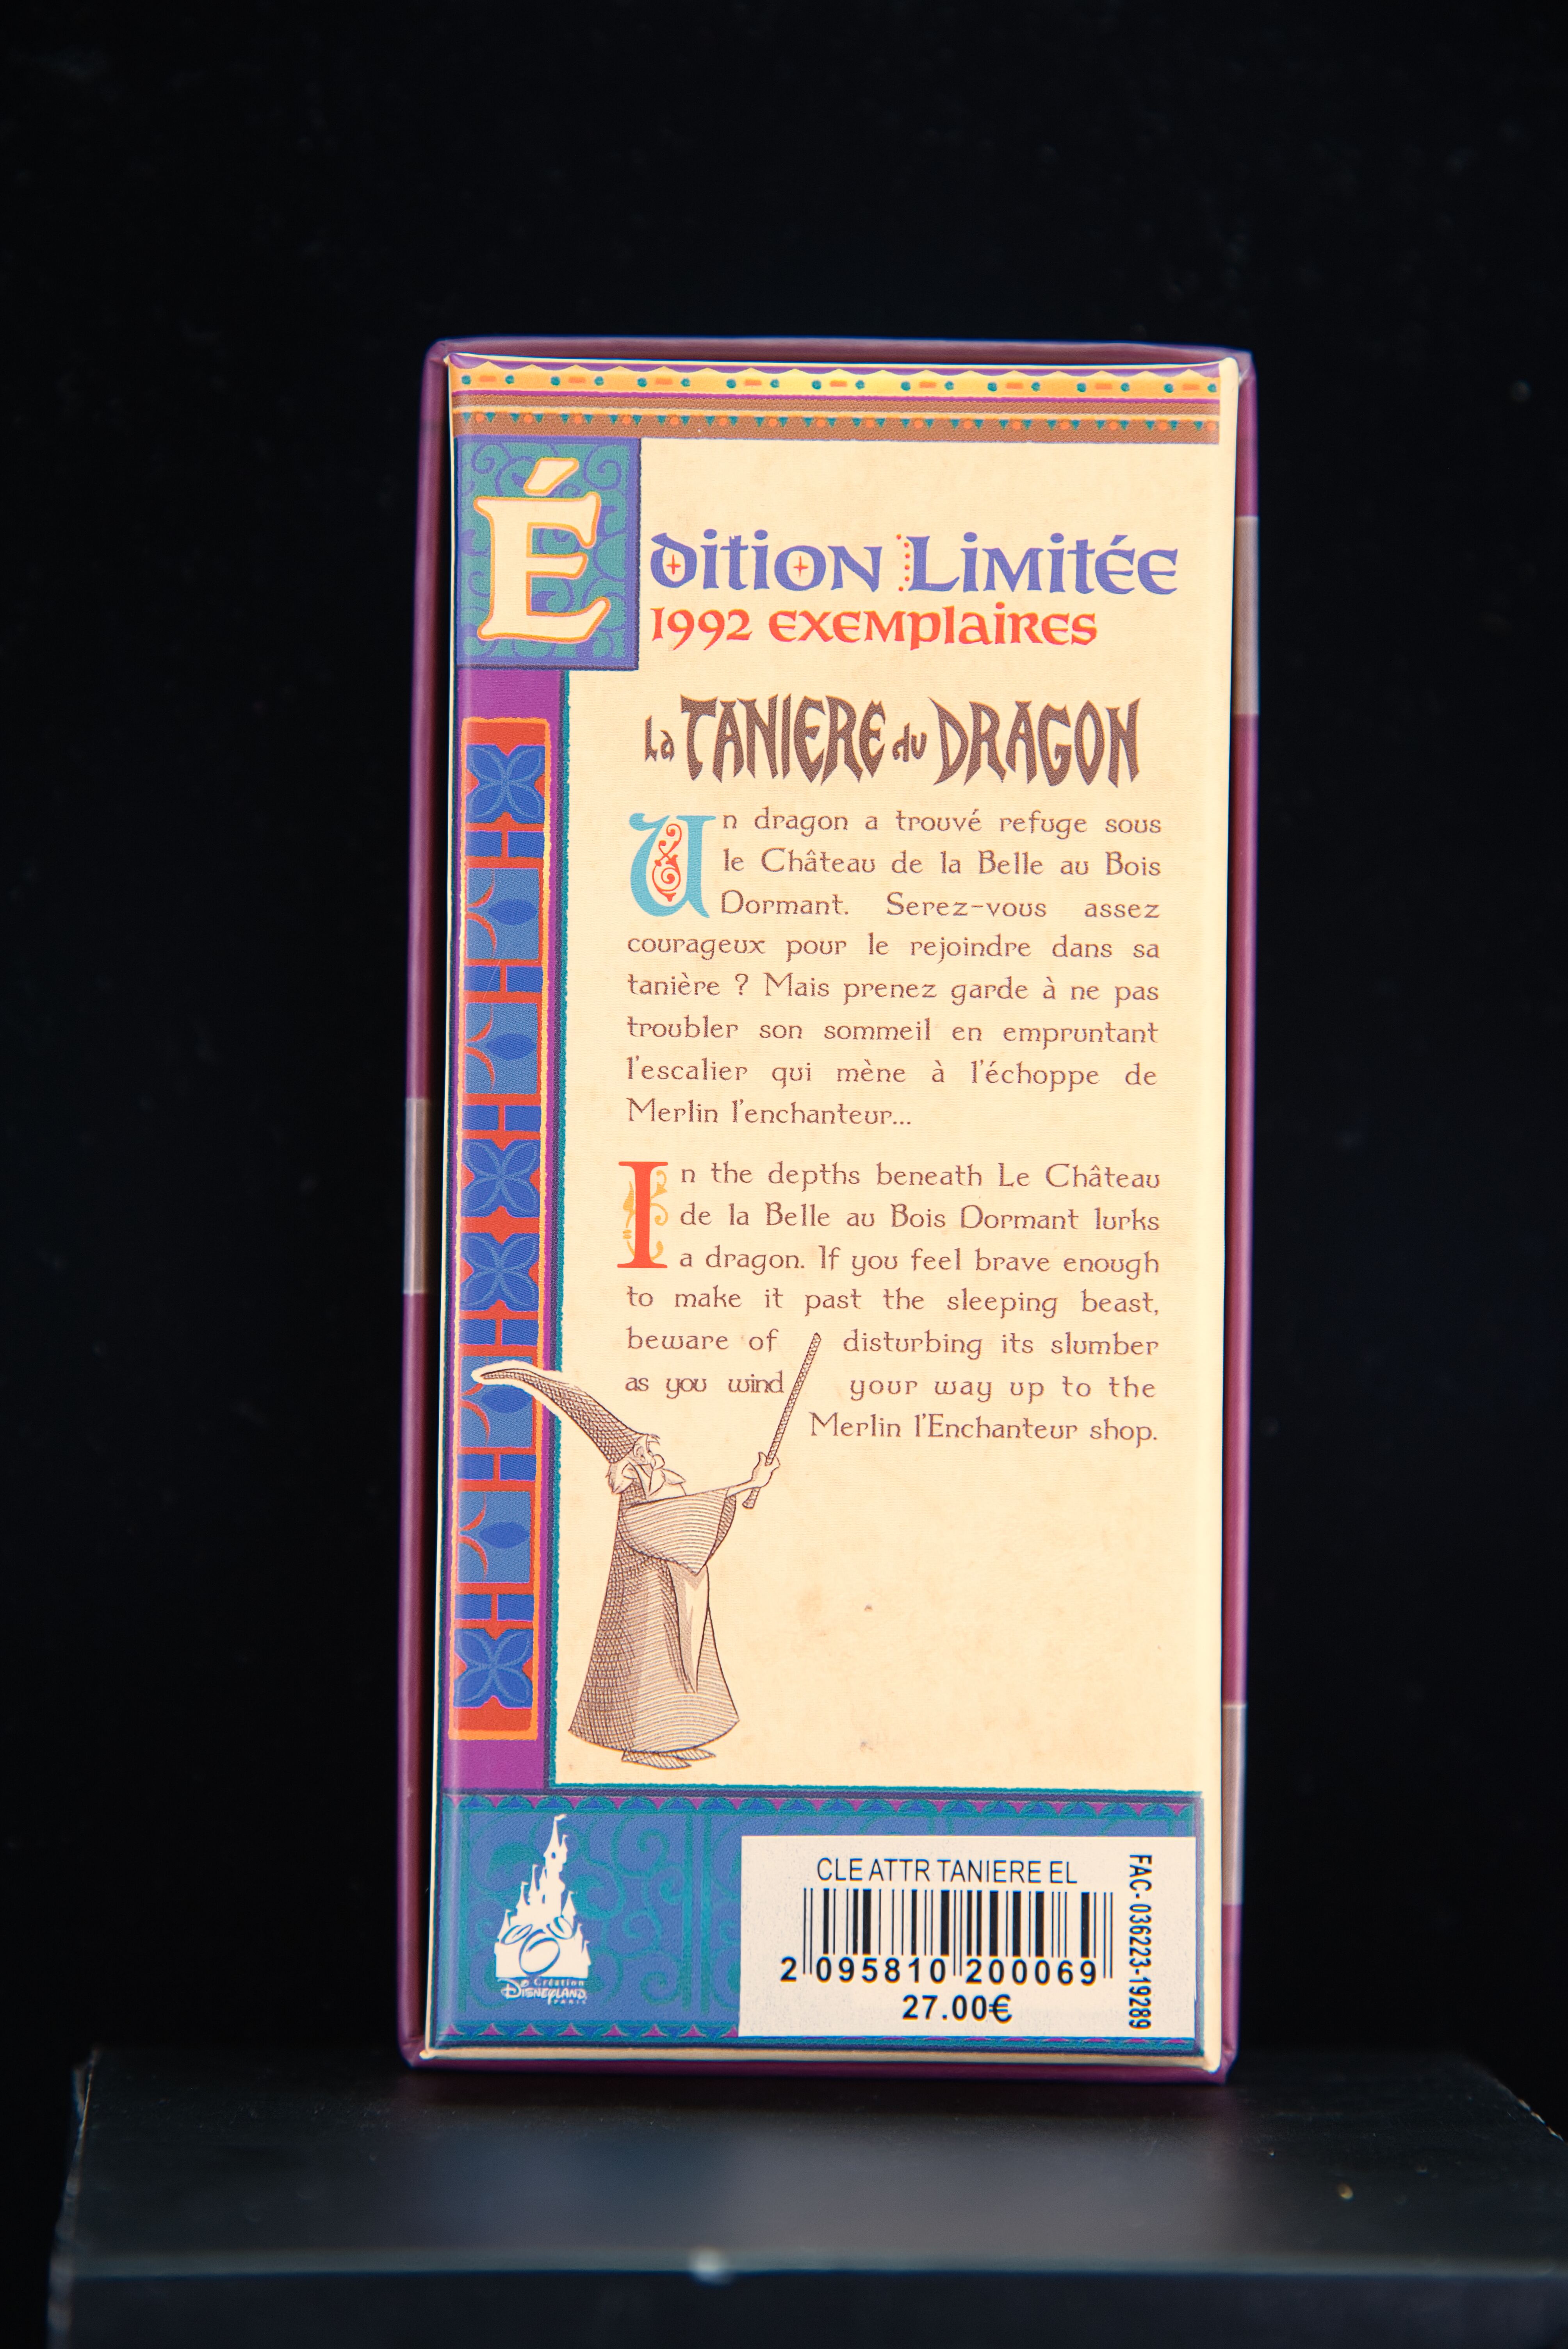 Édition Limitée
1992 exemplaires
La TANIERE du DRAGON
Un dragon a trouvé refuge sous
le Château de la Belle au Bois
Dormant. Serez-vous assez
courageux pour le rejoindre dans sa
tanière ? Mais prenez garde à ne pas
troubler son sommeil en empruntant
l'escalier qui mène à l'échoppe de
Merlin l'enchanteur...
In the depths beneath Le Château
de la Belle au Bois Dormant lurks
a dragon. If you feel brave enough
to make it past the sleeping beast,
beware of disturbing its slumber
as you wind your way up to the
Merlin l'Enchanteur shop.
Création
Disneyland
PARIS
CLE ATTR TANIERE EL
2 095810 200069
27.00€
FAC- 036223-19289